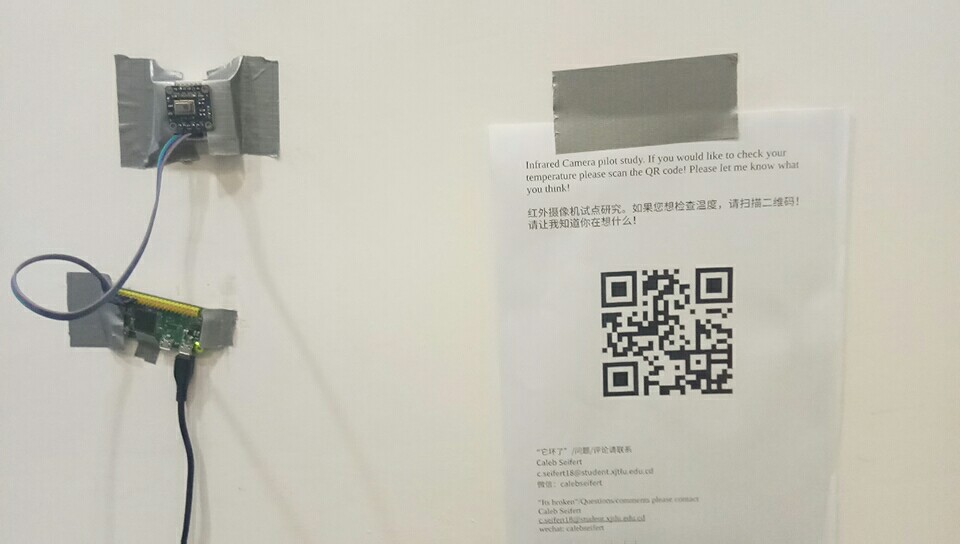 Infrared Camera pilot study. If you would like to check your
temperature please scan the QR code! Please let me know what
you think!
红外摄像机试点研究。如果您想检查温度，请扫描二维码！
请让我知道你在想什么！
“它坏了”/问题/评论请联系
Caleb Seifert
c.seifert18@student.xjtlu.edu.cd
微信：calebseifert
"Its broken"/Questions/comments please contact
Caleb Seifert
c.seifert18@student.xjtlu.edu.cd
wechat: calebseifert